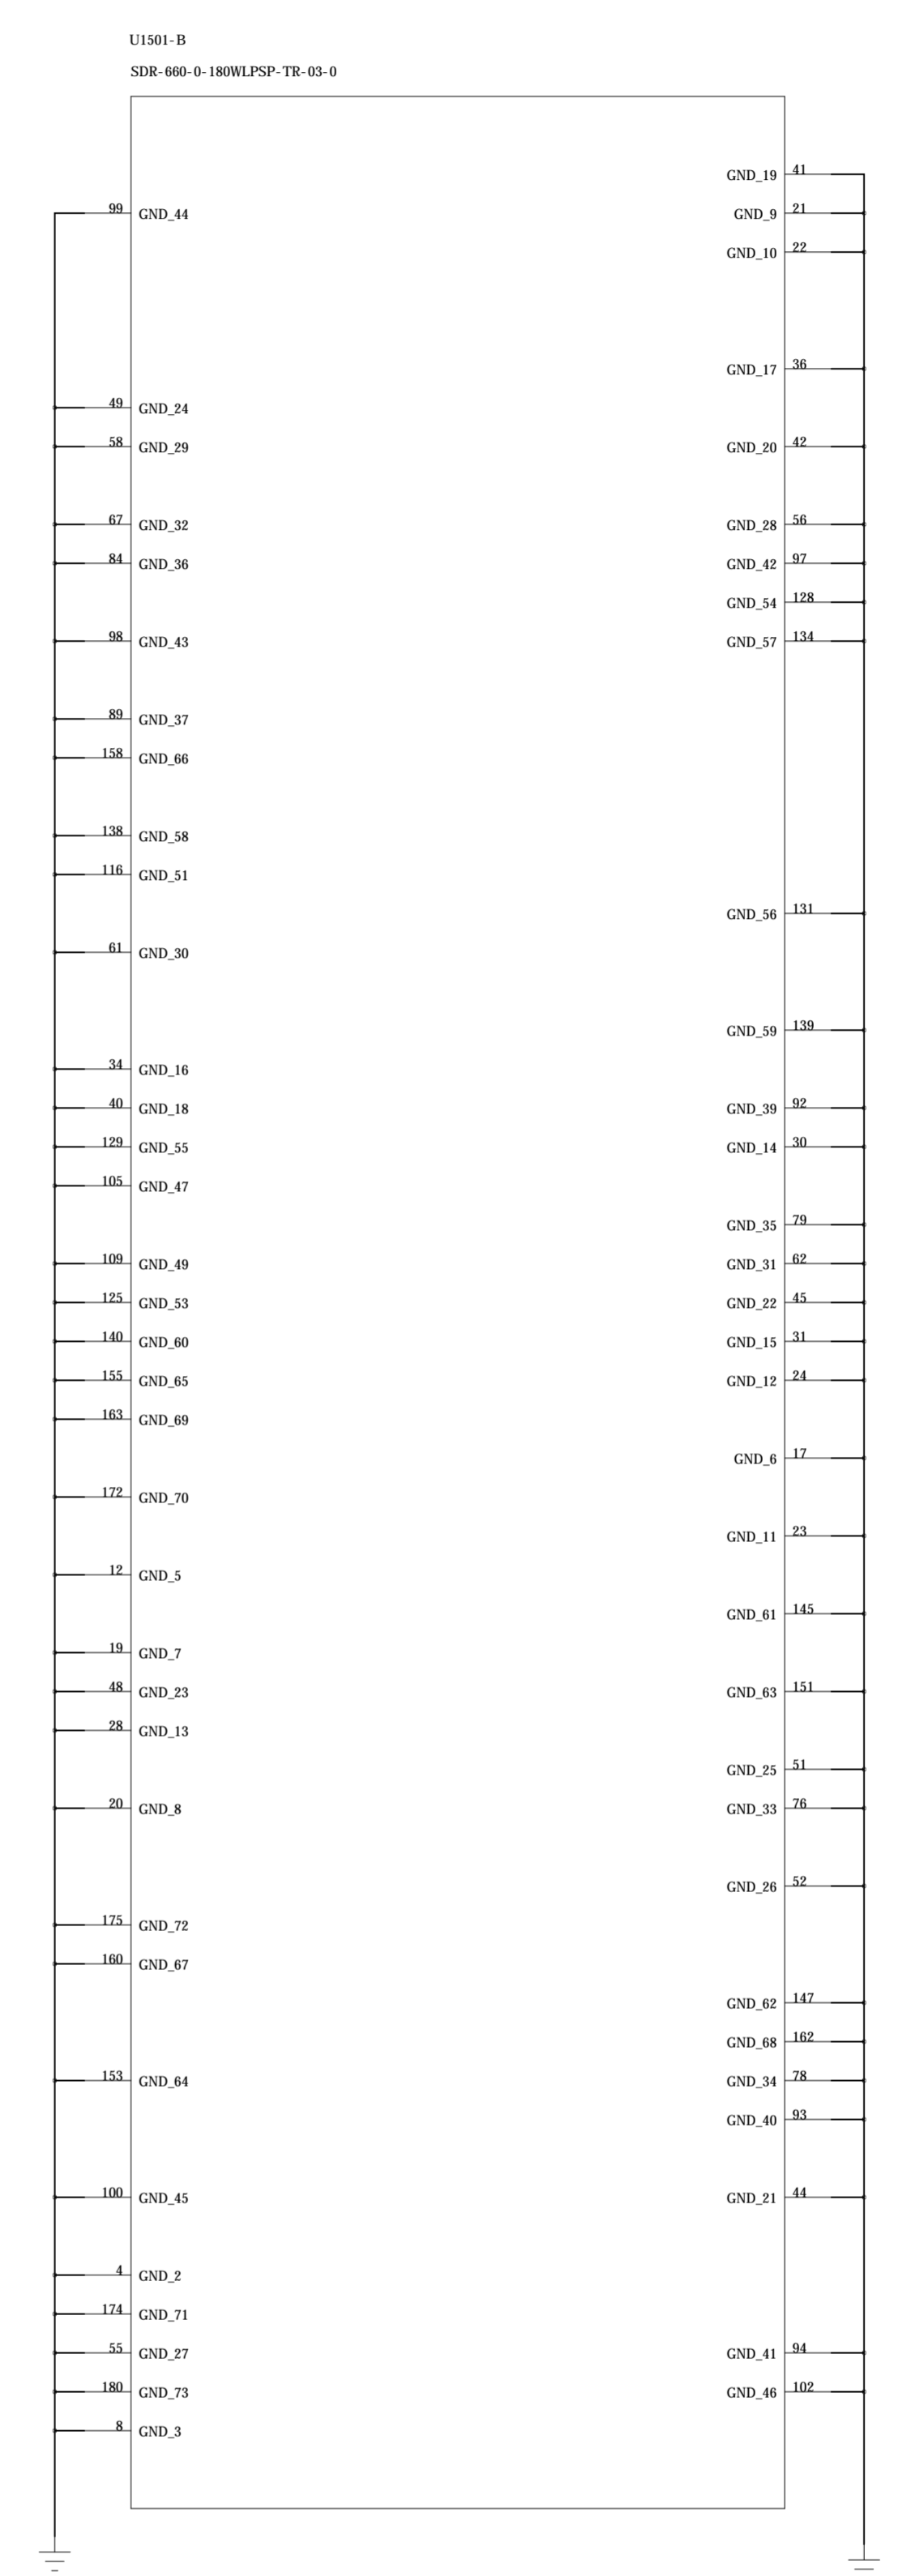 U1501-B
SDR-660-0-180WLPSP-TR-03-0
GND_19 41
99 GND_44 GND_9 21
GND_10 22
GND_17 36
49 GND_24
58 GND_29 GND_20 42
67 GND_32 GND_28 56
84 GND_36 GND_42 97
GND_54 128
98 GND_43 GND_57 134
89 GND_37
158 GND_66
138 GND_58
116 GND_51
GND_56 131
61 GND_30
GND_59 139
34 GND_16
40 GND_18 GND_39 92
129 GND_55 GND_14 30
105 GND_47
GND_35 79
109 GND_49 GND_31 62
125 GND_53 GND_22 45
140 GND_60 GND_15 31
155 GND_65 GND_12 24
163 GND_69
GND_6 17
172 GND_70
GND_11 23
12 GND_5
GND_61 145
19 GND_7
48 GND_23 GND_63 151
28 GND_13
GND_25 51
20 GND_8 GND_33 76
GND_26 52
175 GND_72
160 GND_67
GND_62 147
GND_68 162
153 GND_64 GND_34 78
GND_40 93
100 GND_45 GND_21 44
4 GND_2
174 GND_71
55 GND_27 GND_41 94
180 GND_73 GND_46 102
8 GND_3